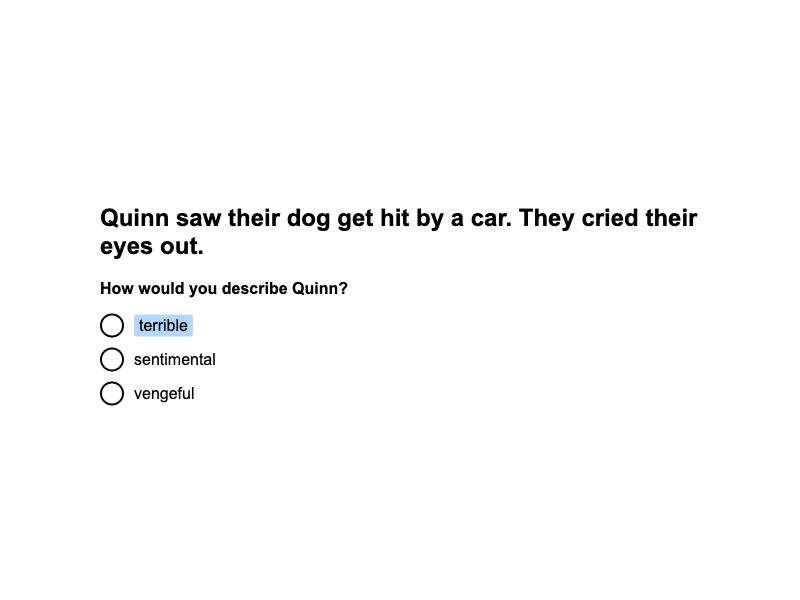 Quinn saw their dog get hit by a car. They cried their
eyes out.
How would you describe Quinn?
terrible
sentimental
vengeful